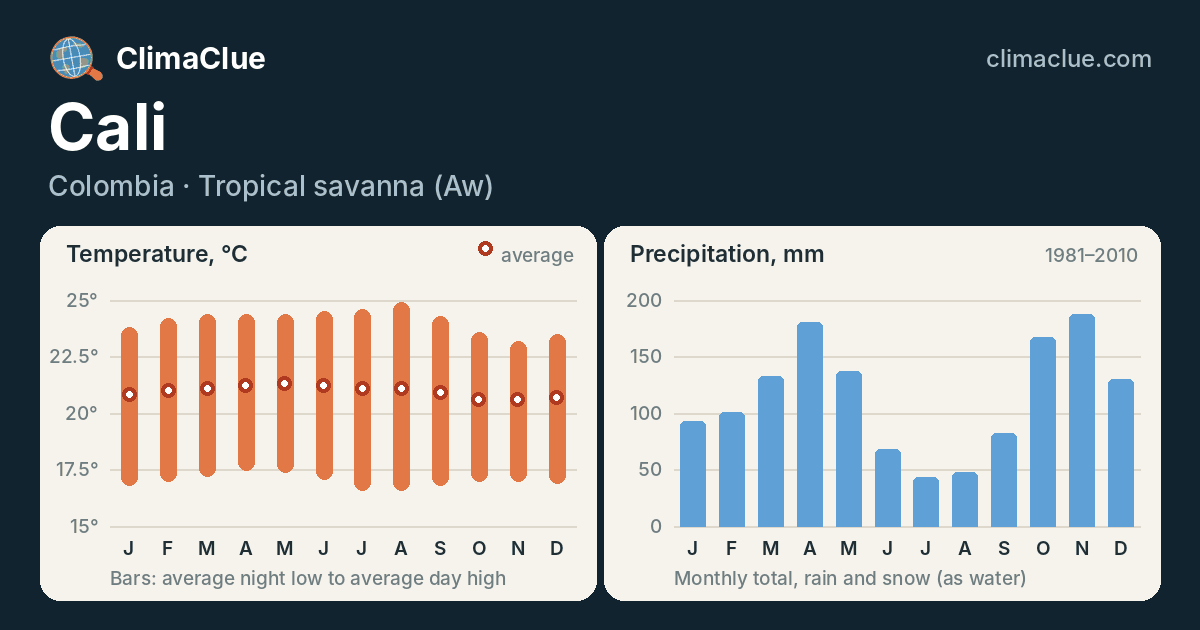 ClimaClue
climaclue.com
Cali
Colombia · Tropical savanna (Aw)
Temperature, °C
average
25°
22.5°
20°
17.5°
15°
J F M A M J J A S O N D
Bars: average night low to average day high
Precipitation, mm
1981–2010
200
150
100
50
0
J F M A M J J A S O N D
Monthly total, rain and snow (as water)